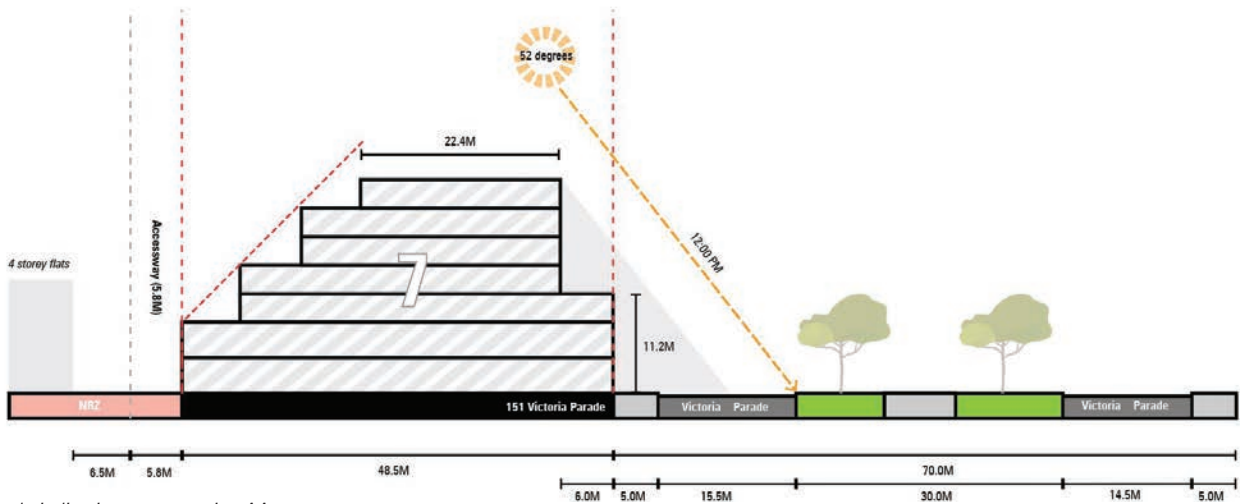 52 degrees
22.4M
12:00 PM
Accessway (5.8M)
4 storey flats
7
11.2M
NRZ
151 Victoria Parade
Victoria Parade
Victoria Parade
6.5M
5.8M
48.5M
70.0M
6.0M
5.0M
15.5M
30.0M
14.5M
5.0M